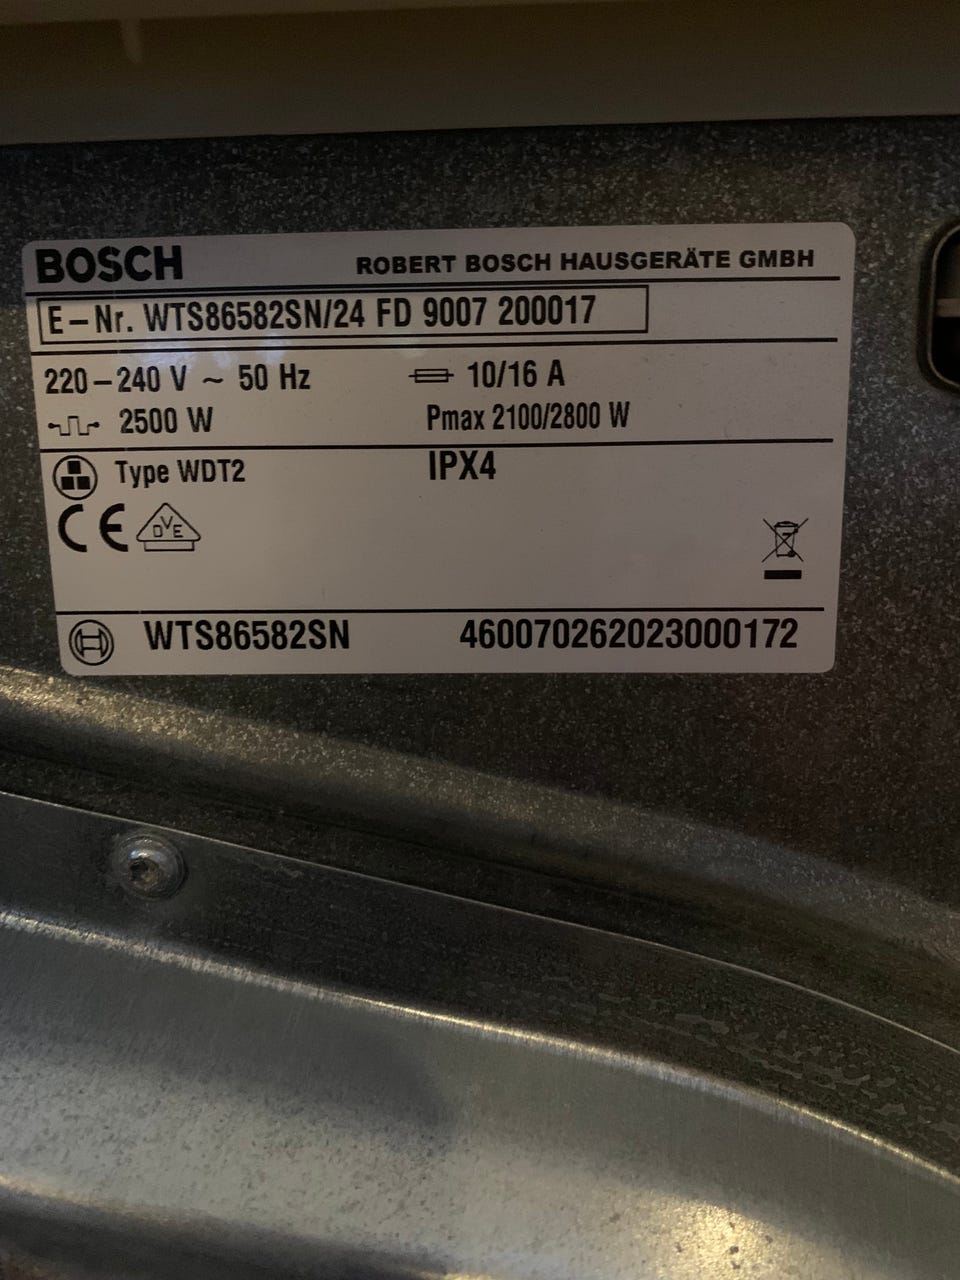 BOSCH ROBERT BOSCH HAUSGERÄTE GMBH
E-Nr. WTS86582SN/24 FD 9007 200017
220-240 V ~ 50 Hz 10/16 A
2500 W Pmax 2100/2800 W
Type WDT2 IPX4
CE DVE
WTS86582SN 460070262023000172